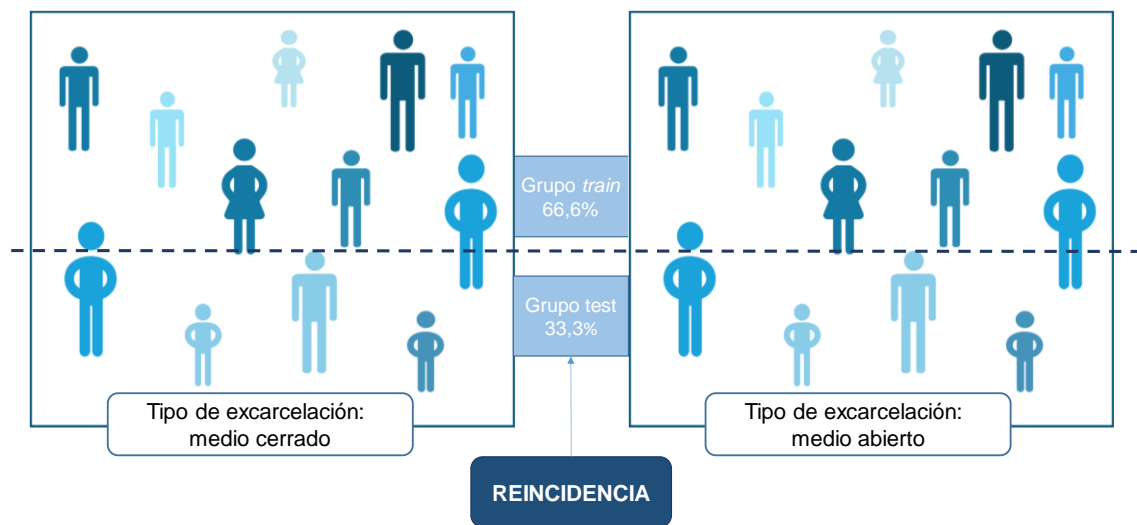 Grupo train
66,6%
Grupo test
33,3%
Tipo de excarcelación:
medio cerrado
Tipo de excarcelación:
medio abierto
REINCIDENCIA